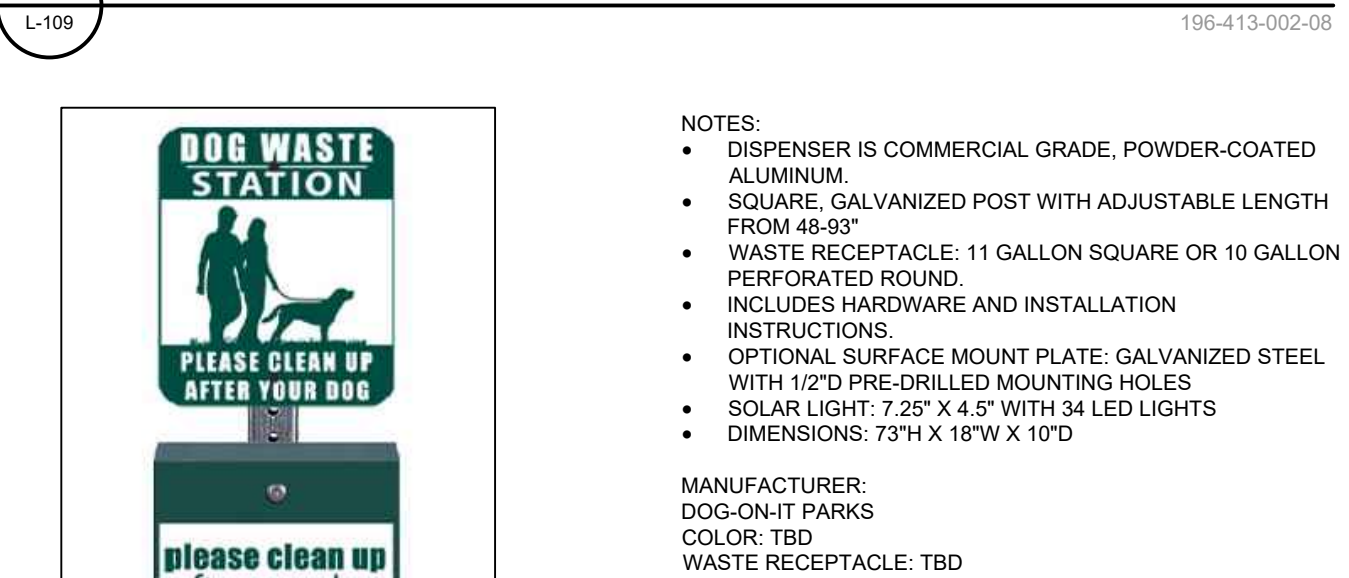 L-109
196-413-002-08
DOG WASTE
STATION
PLEASE CLEAN UP
AFTER YOUR DOG
please clean up
NOTES:
• DISPENSER IS COMMERCIAL GRADE, POWDER-COATED
ALUMINUM.
• SQUARE, GALVANIZED POST WITH ADJUSTABLE LENGTH
FROM 48-93"
• WASTE RECEPTACLE: 11 GALLON SQUARE OR 10 GALLON
PERFORATED ROUND.
• INCLUDES HARDWARE AND INSTALLATION
INSTRUCTIONS.
• OPTIONAL SURFACE MOUNT PLATE: GALVANIZED STEEL
WITH 1/2"D PRE-DRILLED MOUNTING HOLES
• SOLAR LIGHT: 7.25" X 4.5" WITH 34 LED LIGHTS
• DIMENSIONS: 73"H X 18"W X 10"D
MANUFACTURER:
DOG-ON-IT PARKS
COLOR: TBD
WASTE RECEPTACLE: TBD